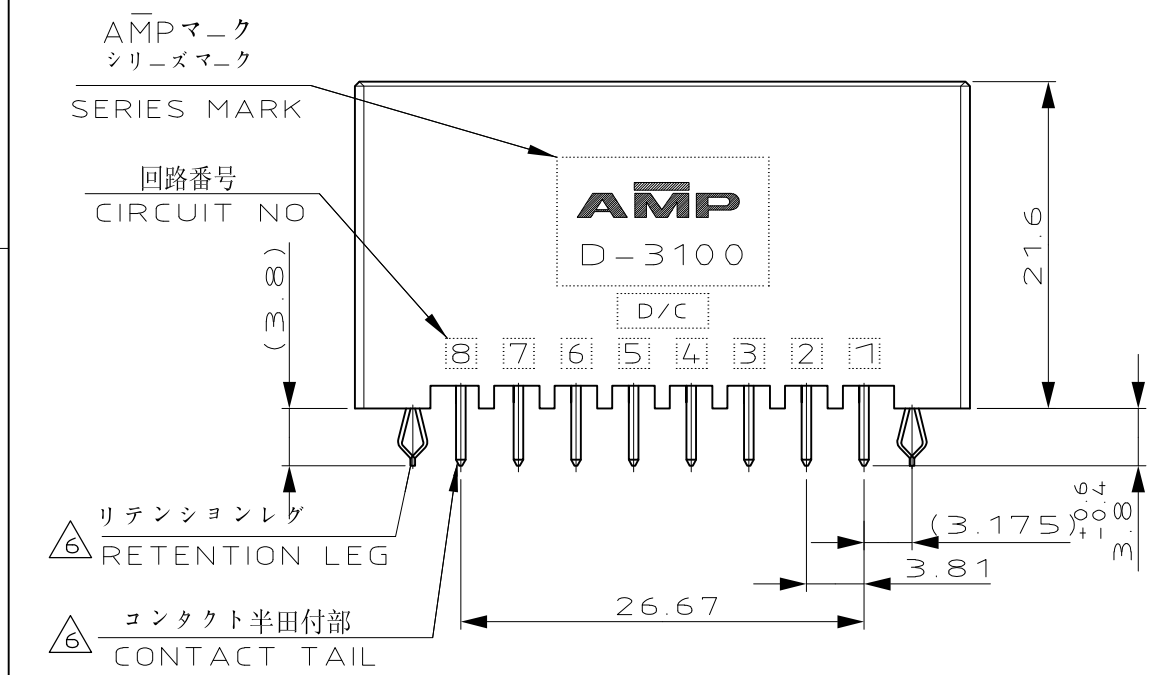 AMPマーク
シリーズマーク
SERIES MARK
回路番号
CIRCUIT NO
AMP
D-3100
D/C
8 7 6 5 4 3 2 1
(3.8)
21.6
6
リテンションレグ
RETENTION LEG
6
コンタクト半田付部
CONTACT TAIL
26.67
3.81
(3.175)
3.8 +0.6 -0.4